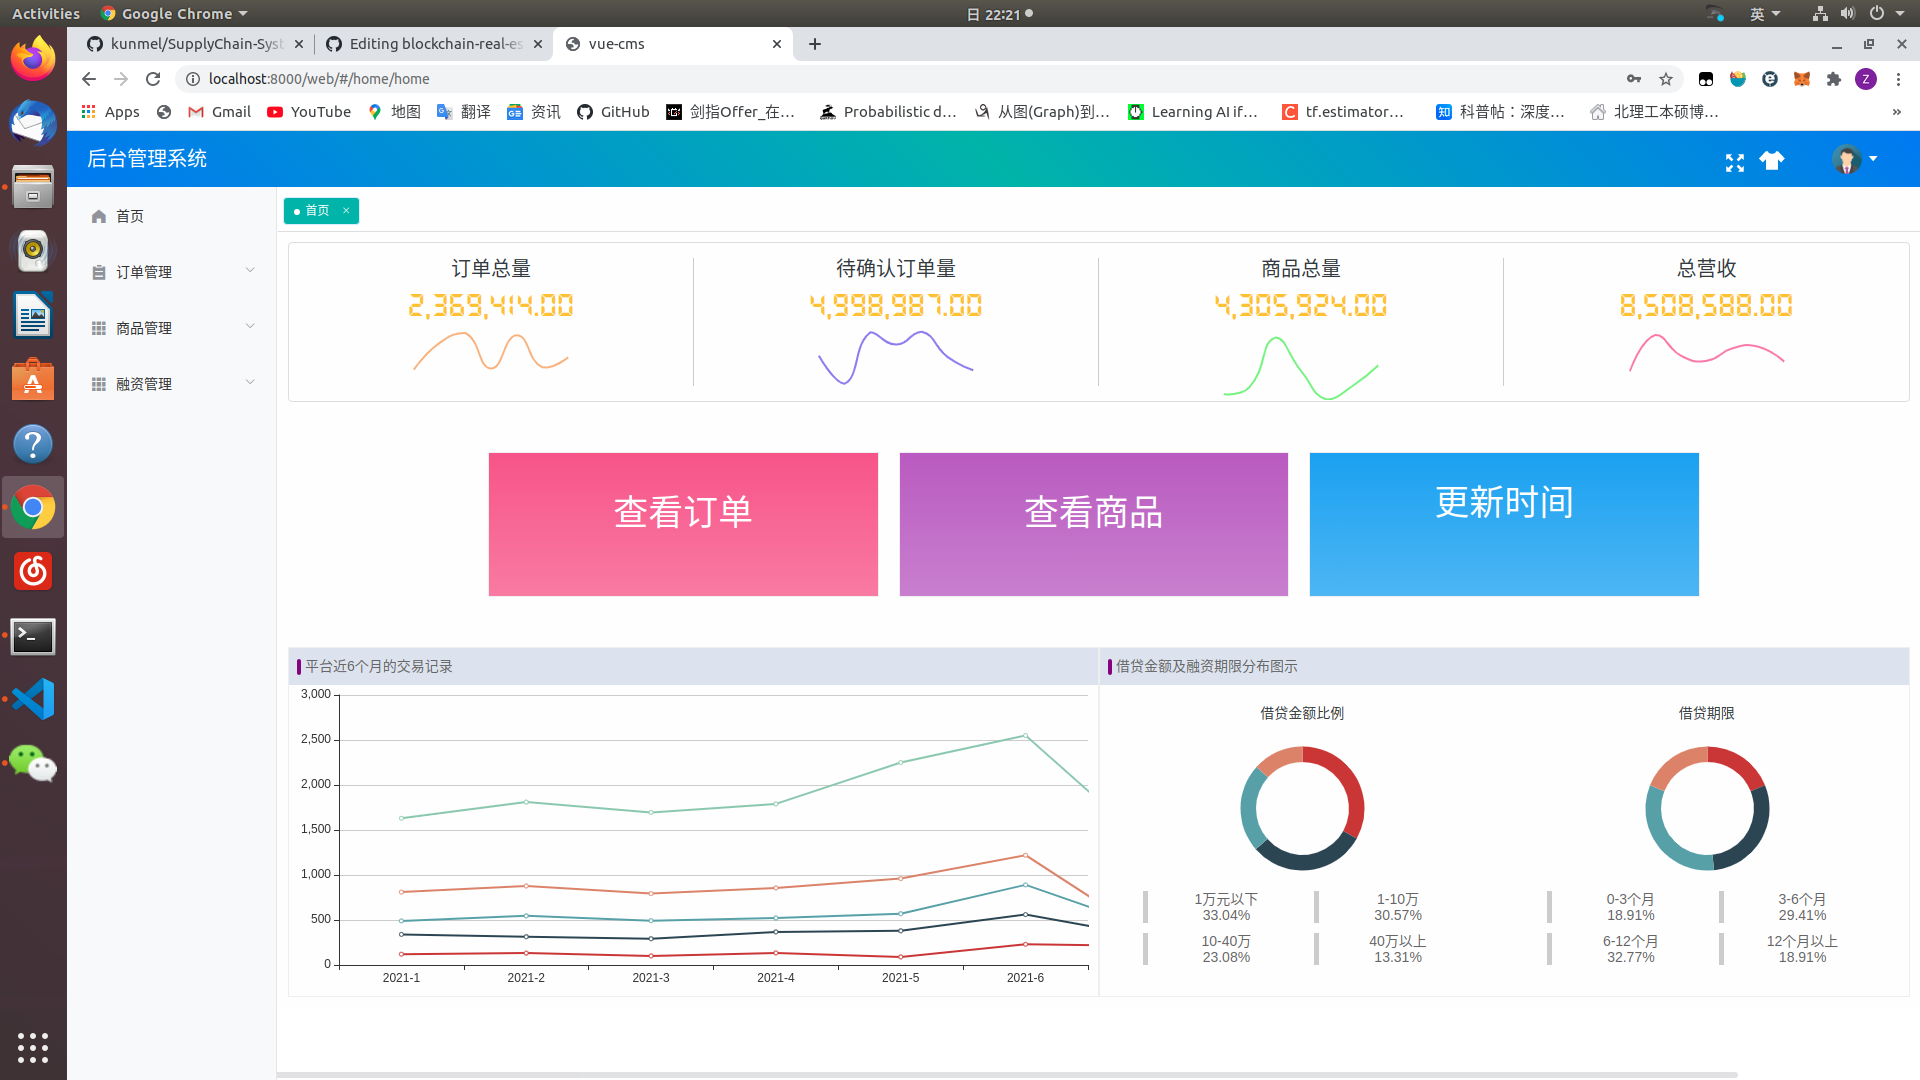 Activities
Google Chrome
日 22:21
英
kunmel/SupplyChain-Syst
Editing blockchain-real-es
vue-cms
localhost:8000/web/#/home/home
Z
Apps
Gmail
YouTube
地图
翻译
资讯
GitHub
剑指Offer_在...
Probabilistic d...
从图(Graph)到...
Learning AI if...
tf.estimator...
知
科普帖：深度...
北理工本硕博...
»
后台管理系统
首页
订单管理
商品管理
融资管理
首页
订单总量
2,369,414.00
待确认订单量
4,998,987.00
商品总量
4,305,924.00
总营收
8,508,588.00
查看订单
查看商品
更新时间
平台近6个月的交易记录
3,000
2,500
2,000
1,500
1,000
500
0
2021-1
2021-2
2021-3
2021-4
2021-5
2021-6
借贷金额及融资期限分布图示
借贷金额比例
1万元以下
33.04%
1-10万
30.57%
10-40万
23.08%
40万以上
13.31%
借贷期限
0-3个月
18.91%
3-6个月
29.41%
6-12个月
32.77%
12个月以上
18.91%